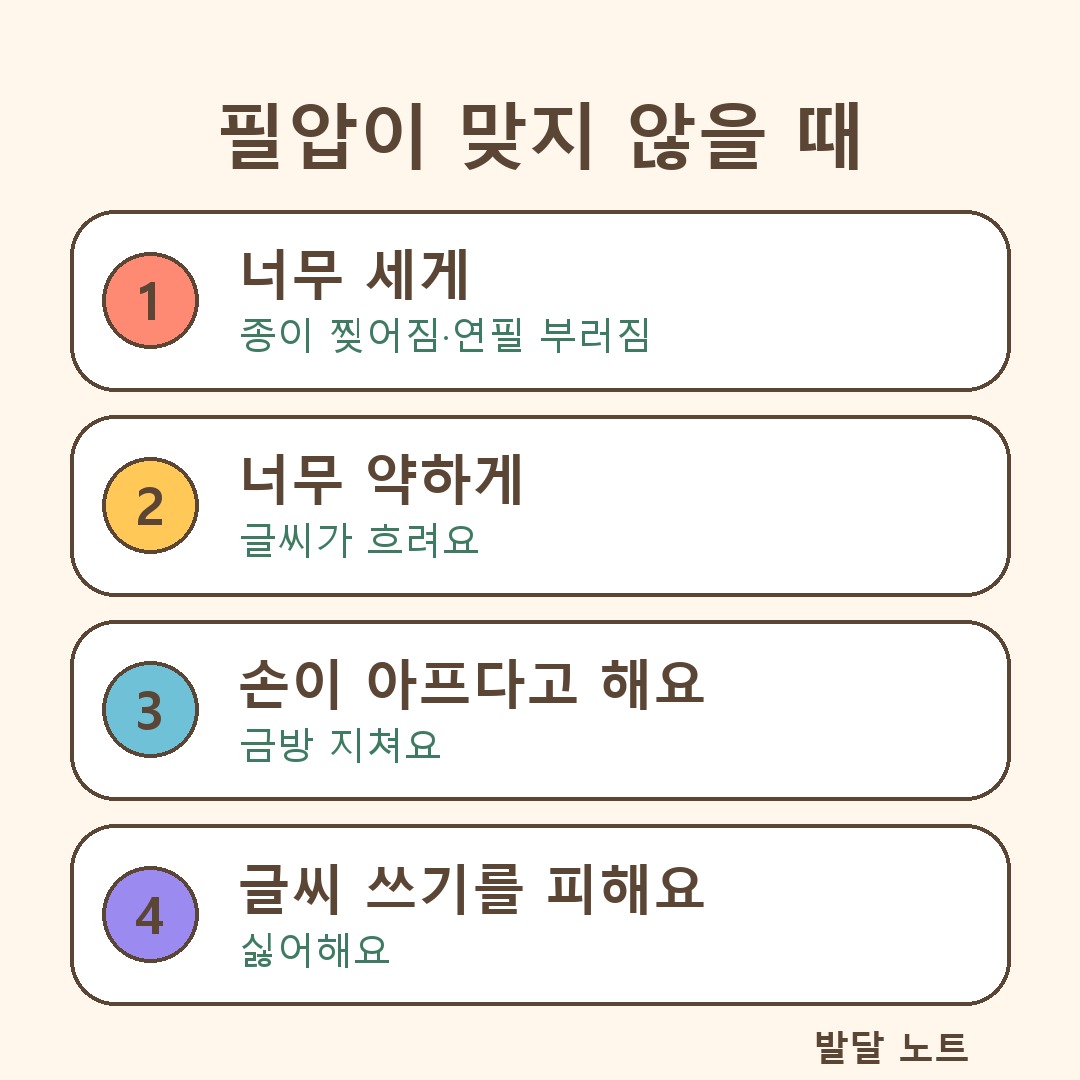 필압이 맞지 않을 때
1
너무 세게
종이 찢어짐·연필 부러짐
2
너무 약하게
글씨가 흐려요
3
손이 아프다고 해요
금방 지쳐요
4
글씨 쓰기를 피해요
싫어해요
발달 노트